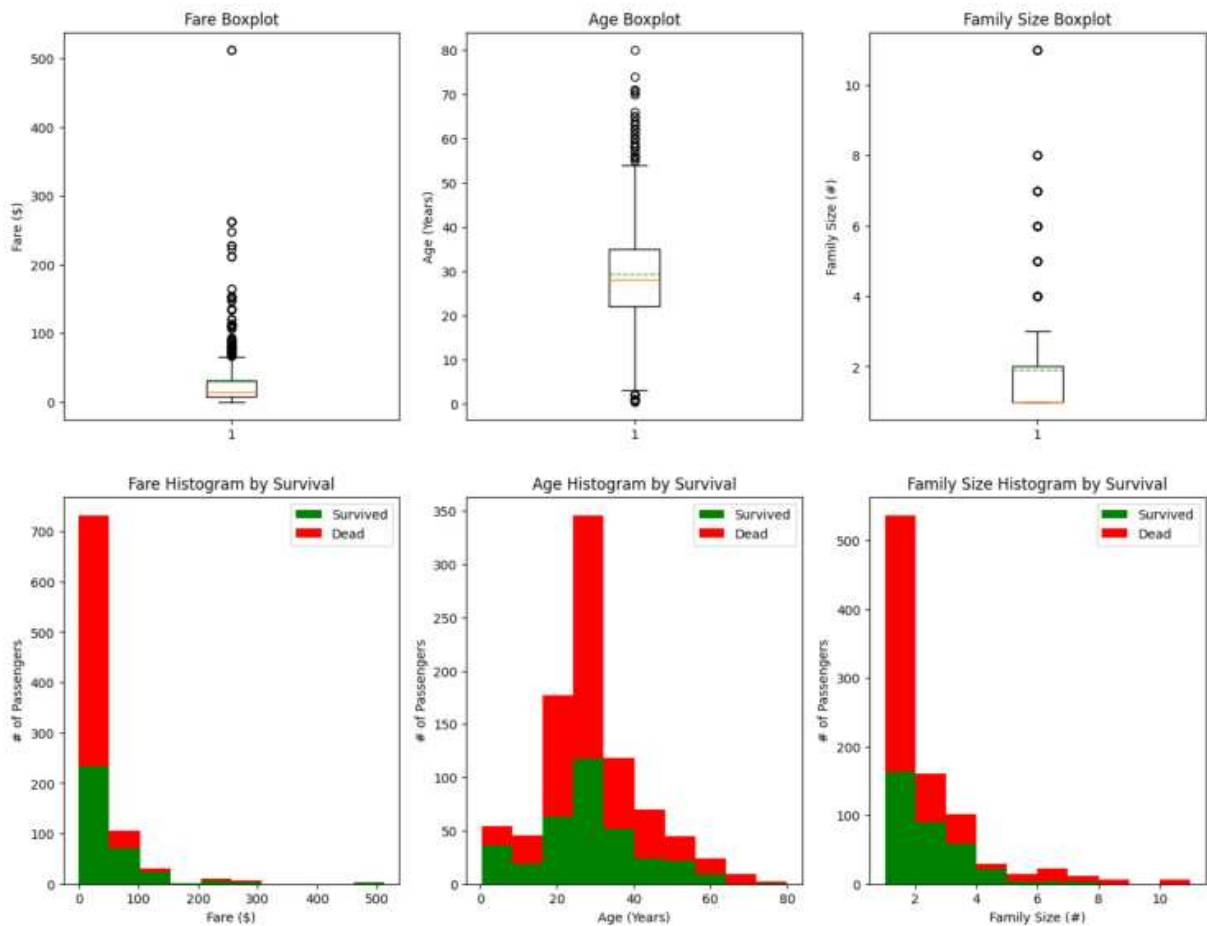 Fare Boxplot
500
400
300
200
100
0
Fare ($)
1
Age Boxplot
80
70
60
50
40
30
20
10
0
Age (Years)
1
Family Size Boxplot
10
8
6
4
2
Family Size (#)
1
Fare Histogram by Survival
Survived
Dead
700
600
500
400
300
200
100
0
# of Passengers
0 100 200 300 400 500
Fare ($)
Age Histogram by Survival
Survived
Dead
350
300
250
200
150
100
50
0
# of Passengers
0 20 40 60 80
Age (Years)
Family Size Histogram by Survival
Survived
Dead
500
400
300
200
100
0
# of Passengers
2 4 6 8 10
Family Size (#)